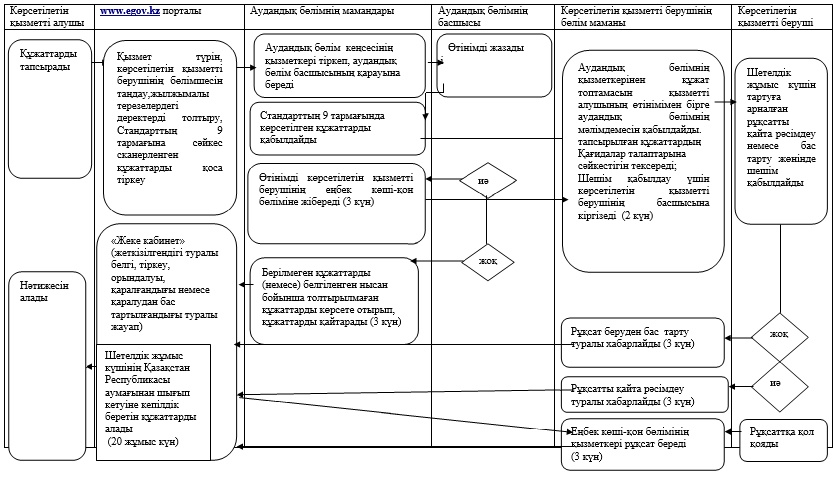 Көрсетілетін
қызметті алушы
www.egov.kz порталы
Аудандық бөлімнің мамандары
Аудандық бөлімнің
басшысы
Көрсетілетін қызметті берушінің
бөлім маманы
Көрсетілетін
қызметті беруші
Құжаттарды
тапсырады
Қызмет түрін,
көрсетілетін қызметті
берушінің бөлімшесін
таңдау,жылжымалы
терезелердегі
деректерді толтыру,
Стандарттың 9
тармағына сәйкес
сканерленген
құжаттарды қоса
тіркеу
Аудандық бөлім кеңсесінің
қызметкері тіркеп, аудандық
бөлім басшысының қарауына
береді
Өтінімді жазады
Стандарттың 9 тармағында
көрсетілген құжаттарды
қабылдайды
Өтінімді көрсетілетін қызметті
берушінің еңбек көші-қон
бөліміне жібереді (3 күн)
иә
жоқ
Аудандық бөлімнің
қызметкерінен құжат
топтамасын қызметті
алушының өтінімімен бірге
аудандық бөлімнің
мәлімдемесін қабылдайды.
тапсырылған құжаттардың
Қағидалар талаптарына
сәйкестігін тексереді;
Шешім қабылдау үшін
көрсетілетін қызметті
берушінің басшысына
кіргізеді (2 күн)
Шетелдік
жұмыс күшін
тартуға
арналған
рұқсатты
қайта рәсімдеу
немесе бас
тарту жөнінде
шешім
қабылдайды
Нәтижесін
алады
«Жеке кабинет»
(жеткізілгендігі туралы
белгі, тіркеу,
орындалуы,
қаралғандығы немесе
қаралудан бас
тартылғандығы туралы
жауап)
Берілмеген құжаттарды
(немесе) белгіленген нысан
бойынша толтырылмаған
құжаттарды көрсете отырып,
құжаттарды қайтарады (3 күн)
Рұқсат беруден бас тарту
туралы хабарлайды (3 күн)
жоқ
Шетелдік жұмыс
күшінің Қазақстан
Республикасы
аумағынан шығып
кетуіне кепілдік
беретін құжаттарды
алады
(20 жұмыс күн)
Рұқсатты қайта рәсімдеу
туралы хабарлайды (3 күн)
иә
Еңбек көші-қон бөлімінің
қызметкері рұқсат береді
(3 күн)
Рұқсатқа қол
қояды